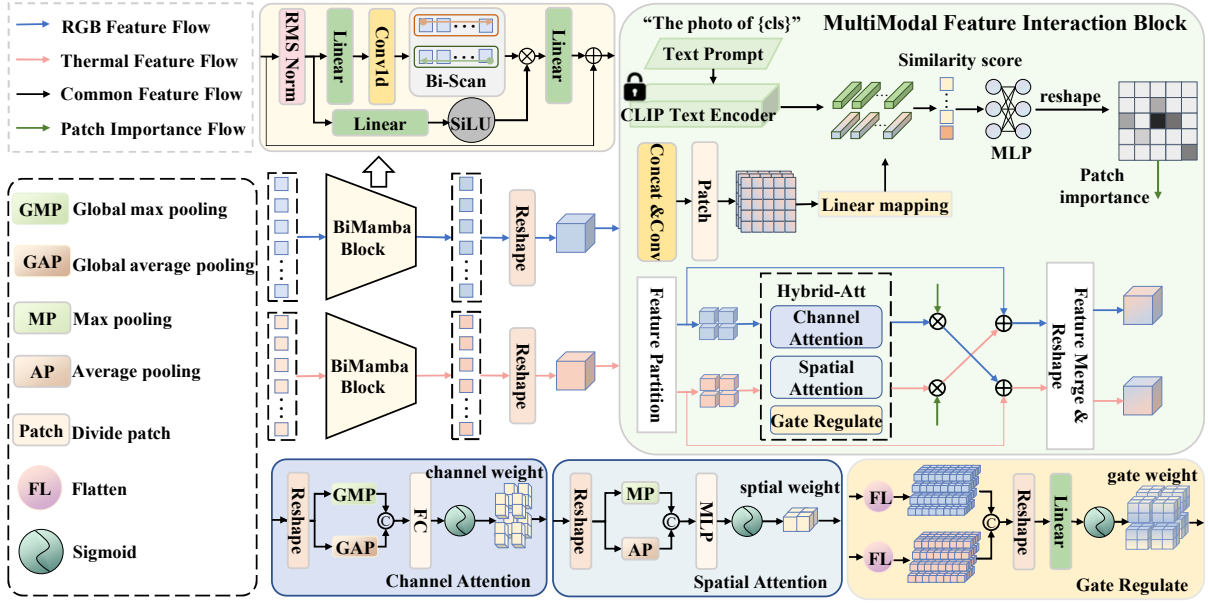 RGB Feature Flow
Thermal Feature Flow
Common Feature Flow
Patch Importance Flow
RMS Norm
Linear
Conv1d
Bi-Scan
Linear
Linear
SiLU
GMP
Global max pooling
GAP
Global average pooling
MP
Max pooling
AP
Average pooling
Patch
Divide patch
FL
Flatten
Sigmoid
BiMamba
Block
Reshape
BiMamba
Block
Reshape
MultiModal Feature Interaction Block
“The photo of {cls}”
Text Prompt
CLIP Text Encoder
Similarity score
MLP
reshape
Patch
importance
Concat &Conv
Patch
Linear mapping
Feature Partition
Hybrid-Att
Channel
Attention
Spatial
Attention
Gate Regulate
Feature Merge &
Reshape
Reshape
GMP
GAP
C
FC
channel weight
Channel Attention
Reshape
MP
AP
C
MLP
sptial weight
Spatial Attention
FL
FL
C
Reshape
Linear
gate weight
Gate Regulate